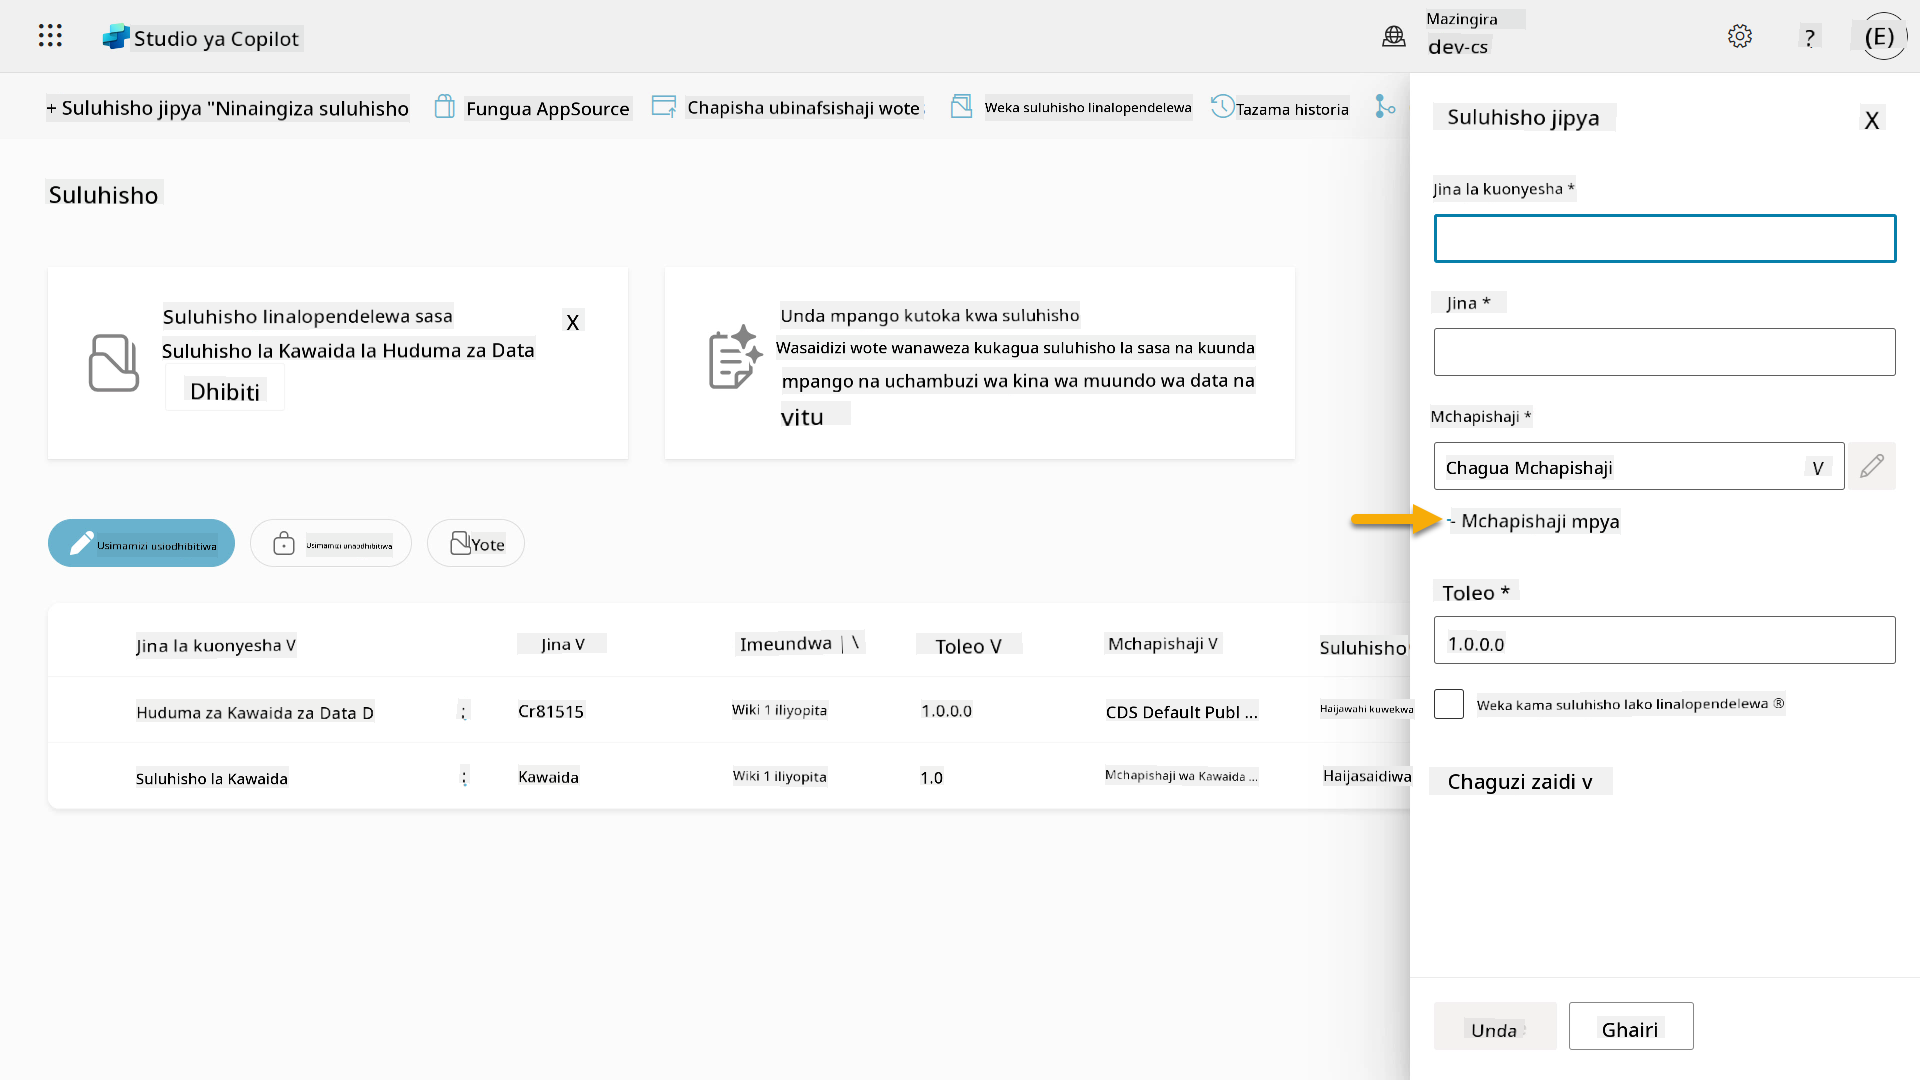 Studio ya Copilot
Mazingira
dev-cs
?
(E)
+ Suluhisho jipya "Ninaingiza suluhisho
Fungua AppSource
Chapisha ubinafsishaji wote
Weka suluhisho linalopendelewa
Tazama historia
Suluhisho
Suluhisho linalopendelewa sasa
X
Suluhisho la Kawaida la Huduma za Data
Dhibiti
Unda mpango kutoka kwa suluhisho
Wasaidizi wote wanaweza kukagua suluhisho la sasa na kuunda
mpango na uchambuzi wa kina wa muundo wa data na
vitu
Usimamizi usiodhibitiwa
Usimamizi unaodhibitiwa
Yote
Jina la kuonyesha V
Jina V
Imeundwa | \
Toleo V
Mchapishaji V
Suluhisho
Huduma za Kawaida za Data D
:
Cr81515
Wiki 1 iliyopita
1.0.0.0
CDS Default Publ ...
Haijawahi kuwekwa
Suluhisho la Kawaida
:
Kawaida
Wiki 1 iliyopita
1.0
Mchapishaji wa Kawaida ...
Haijasaidiwa
Suluhisho jipya
X
Jina la kuonyesha *
Jina *
Mchapishaji *
Chagua Mchapishaji V
- Mchapishaji mpya
Toleo *
1.0.0.0
Weka kama suluhisho lako linalopendelewa ®
Chaguzi zaidi v
Unda
Ghairi